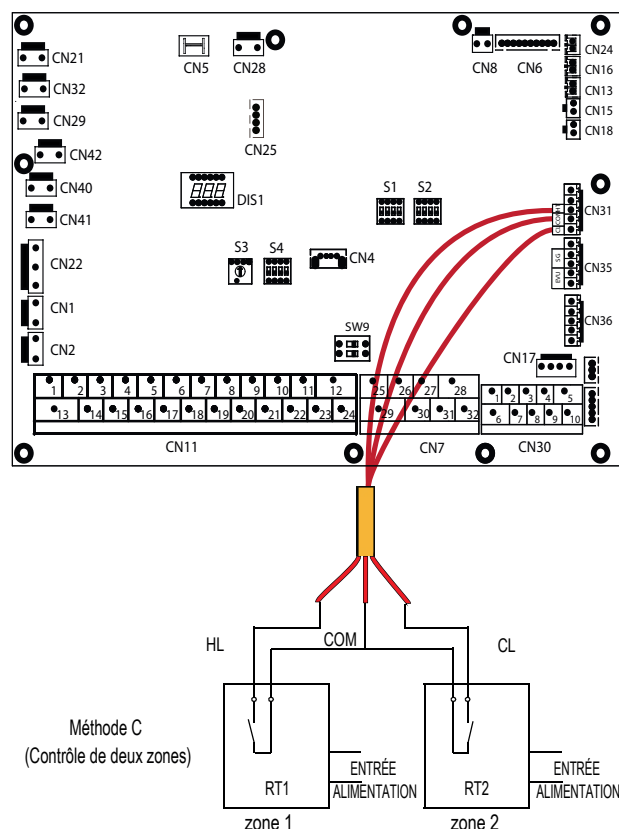 CN21
CN5
CN28
CN8
CN6
CN24
CN32
CN16
CN13
CN29
CN15
CN25
CN18
CN42
CN40
DIS1
S1
S2
CL COM H1
CN31
CN41
CN22
S3
S4
CN4
SG
EVU
CN35
CN1
CN36
SW9
CN2
CN17
1 2 3 4 5 6 7 8 9 10 11 12
25 26 27 28
13 14 15 16 17 18 19 20 21 22 23 24
29 30 31 32
1 2 3 4 5
6 7 8 9 10
CN11
CN7
CN30
HL
COM
CL
Méthode C
(Contrôle de deux zones)
RT1
ENTRÉE
ALIMENTATION
RT2
ENTRÉE
ALIMENTATION
zone 1
zone 2